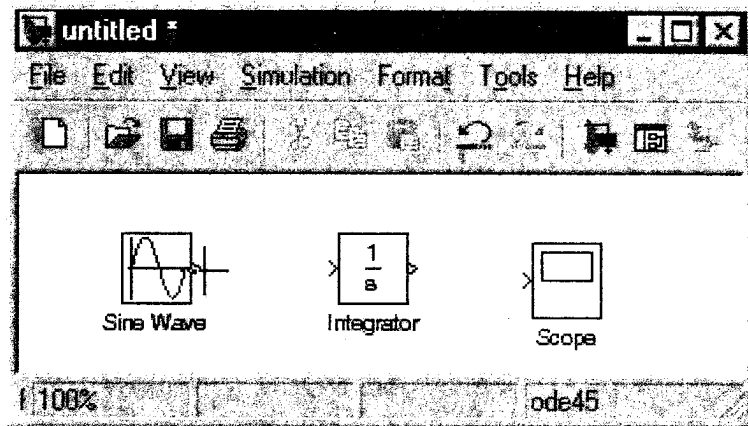 untitled *
File Edit View Simulation Format Tools Help
1
s
Sine Wave
Integrator
Scope
100%
ode45